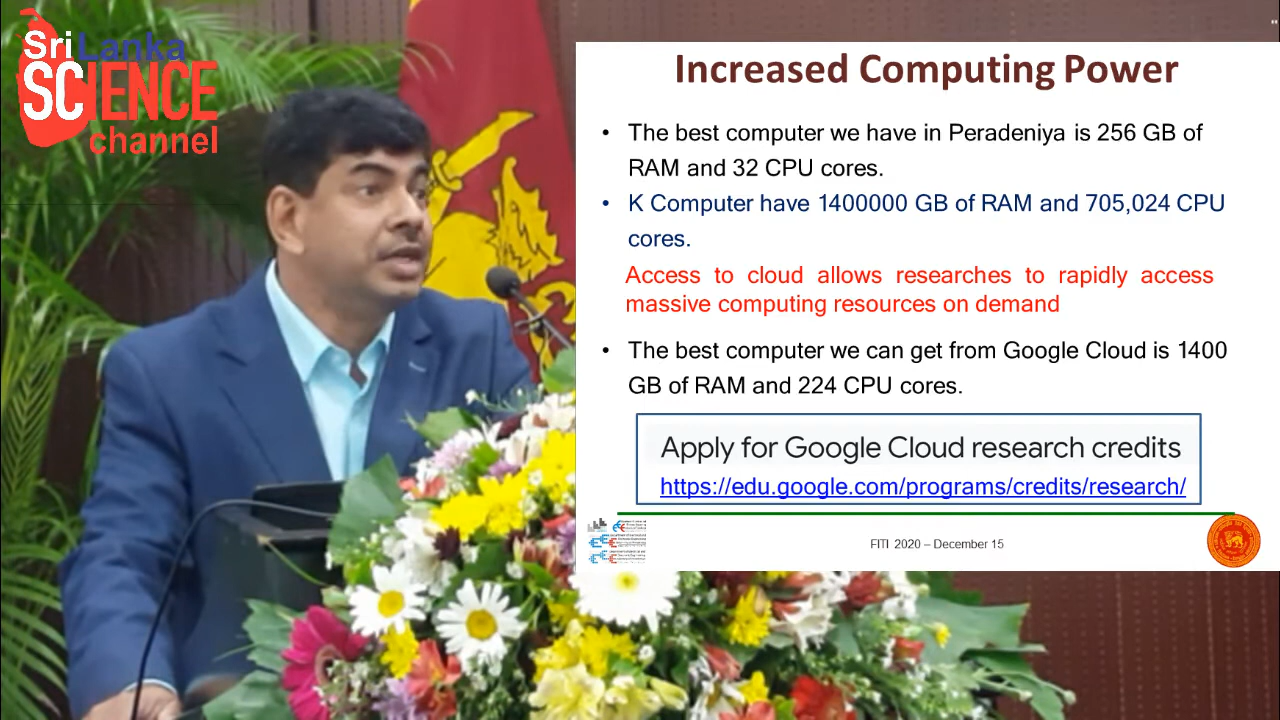 Sri Lanka
SCIENCE
channel
Increased Computing Power
• The best computer we have in Peradeniya is 256 GB of
RAM and 32 CPU cores.
• K Computer have 1400000 GB of RAM and 705,024 CPU
cores.
Access to cloud allows researches to rapidly access
massive computing resources on demand
• The best computer we can get from Google Cloud is 1400
GB of RAM and 224 CPU cores.
Apply for Google Cloud research credits
https://edu.google.com/programs/credits/research/
FITI 2020 – December 15